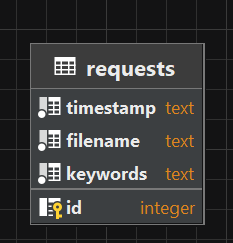 requests
timestamp text
filename text
keywords text
id integer